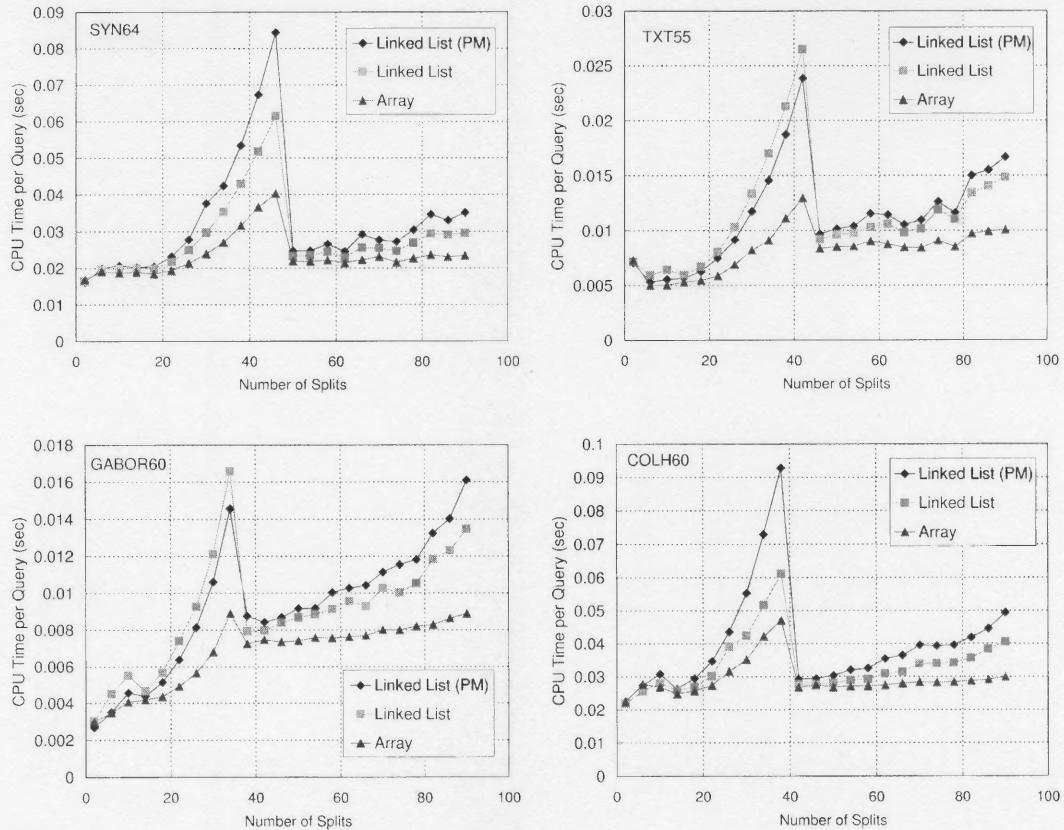 SYN64
Linked List (PM)
Linked List
Array
0.09
0.08
0.07
0.06
0.05
0.04
0.03
0.02
0.01
0
CPU Time per Query (sec)
0 20 40 60 80 100
Number of Splits
TXT55
Linked List (PM)
Linked List
Array
0.03
0.025
0.02
0.015
0.01
0.005
0
CPU Time per Query (sec)
0 20 40 60 80 100
Number of Splits
GABOR60
Linked List (PM)
Linked List
Array
0.018
0.016
0.014
0.012
0.01
0.008
0.006
0.004
0.002
0
CPU Time per Query (sec)
0 20 40 60 80 100
Number of Splits
COLH60
Linked List (PM)
Linked List
Array
0.1
0.09
0.08
0.07
0.06
0.05
0.04
0.03
0.02
0.01
0
CPU Time per Query (sec)
0 20 40 60 80 100
Number of Splits